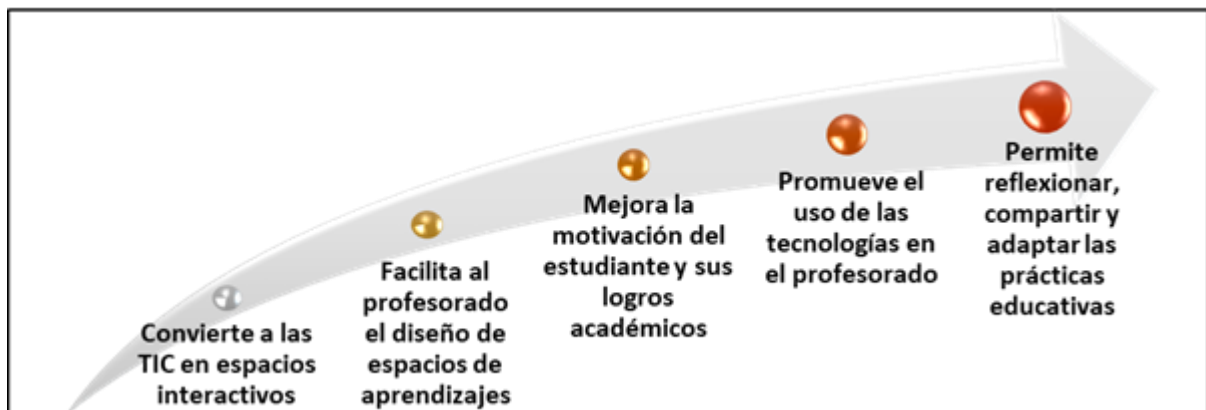 Convierte a las
TIC en espacios
interactivos
Facilita al
profesorado
el diseño de
espacios de
aprendizajes
Mejora la
motivación del
estudiante y sus
logros
académicos
Promueve el
uso de las
tecnologías en
el profesorado
Permite
reflexionar,
compartir y
adaptar las
prácticas
educativas